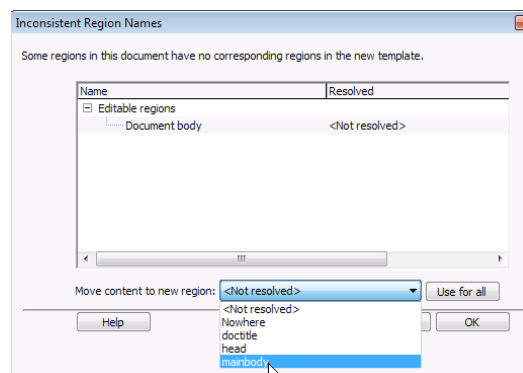 Inconsistent Region Names
Some regions in this document have no corresponding regions in the new template.
Name Resolved
Editable regions
Document body <Not resolved>
Move content to new region: <Not resolved> Use for all
<Not resolved>
Help Nowhere OK
doctitle
head
mainbody